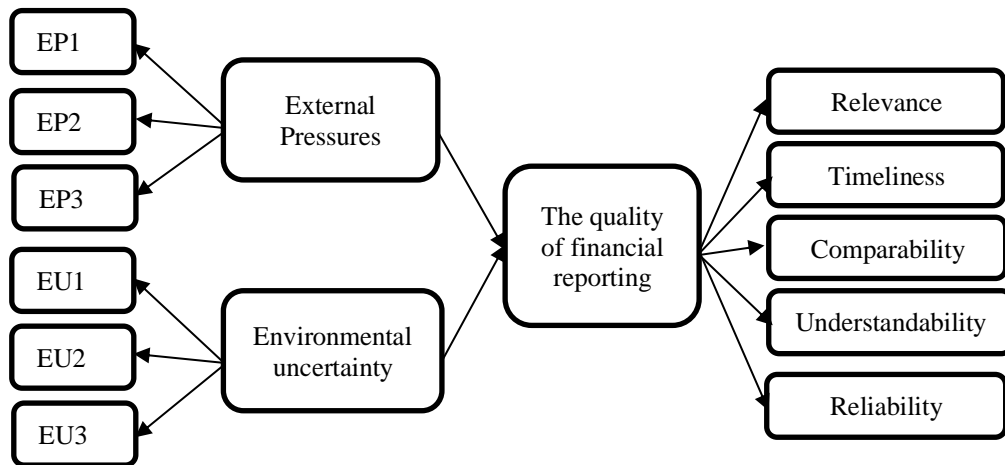 EP1
EP2
EP3
External
Pressures
EU1
EU2
EU3
Environmental
uncertainty
The quality
of financial
reporting
Relevance
Timeliness
Comparability
Understandability
Reliability